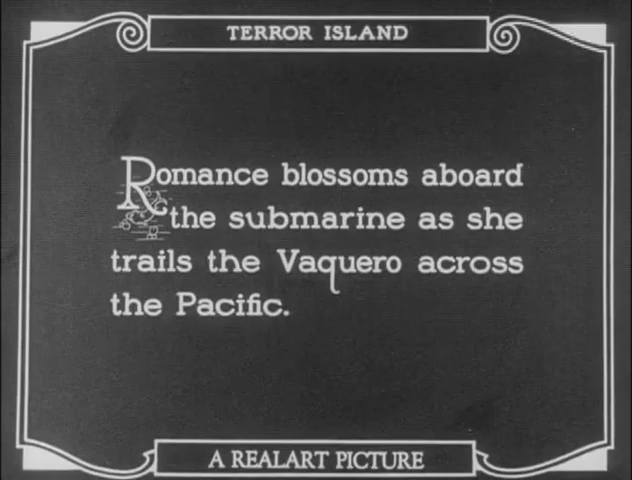 TERROR ISLAND
Romance blossoms aboard
the submarine as she
trails the Vaquero across
the Pacific.
A REALART PICTURE